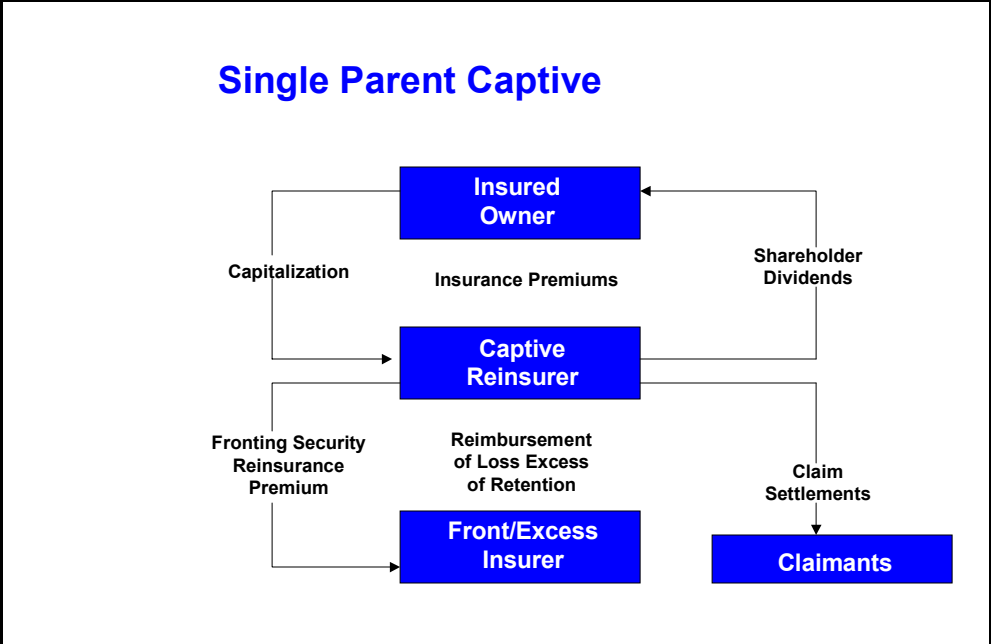 Single Parent Captive
Insured
Owner
Capitalization
Insurance Premiums
Shareholder
Dividends
Captive
Reinsurer
Fronting Security
Reinsurance
Premium
Reimbursement
of Loss Excess
of Retention
Claim
Settlements
Front/Excess
Insurer
Claimants